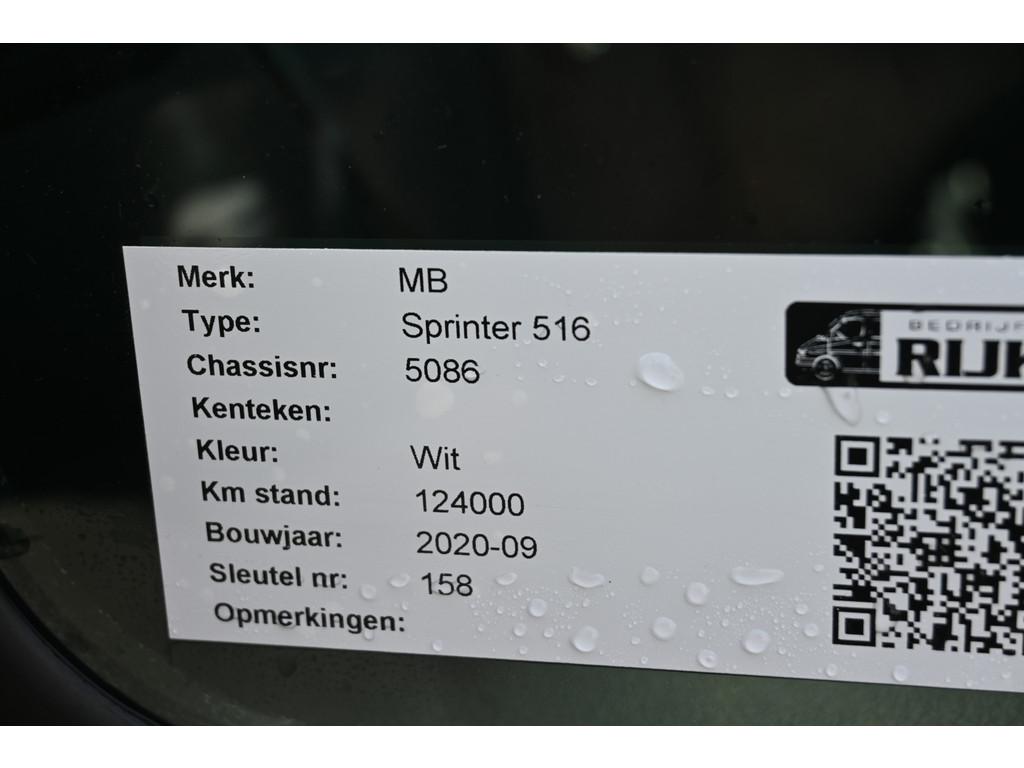 Merk: MB
Type: Sprinter 516
Chassisnr: 5086
Kenteken:
Kleur: Wit
Km stand: 124000
Bouwjaar: 2020-09
Sleutel nr: 158
Opmerkingen: